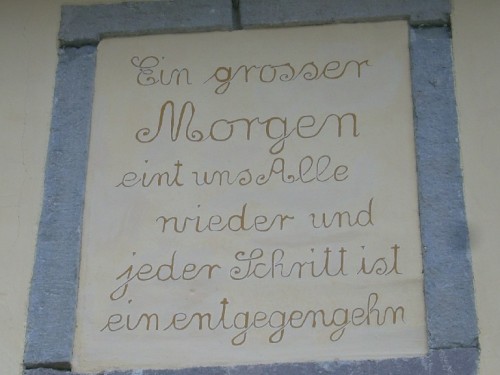 Ein grosser
Morgen
eint uns Alle
wieder und
jeder Schritt ist
ein entgegengehn